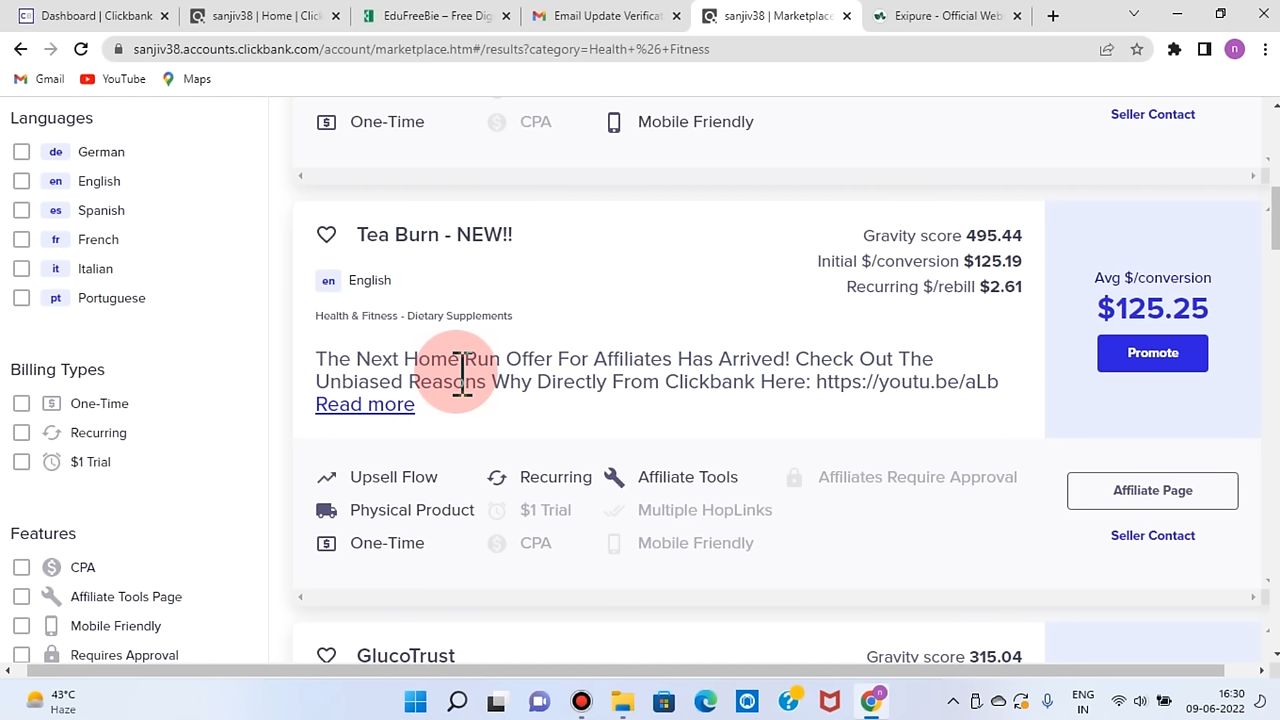 Dashboard | Clickbank
sanjiv38 | Home | Click
EduFreeBie – Free Dig
Email Update Verificat
sanjiv38 | Marketplace
Exipure - Official Web
sanjiv38.accounts.clickbank.com/account/marketplace.htm#/results?category=Health+%26+Fitness
n
Gmail
YouTube
Maps
Languages
de German
en English
es Spanish
fr French
it Italian
pt Portuguese
Billing Types
One-Time
Recurring
$1 Trial
Features
CPA
Affiliate Tools Page
Mobile Friendly
Requires Approval
One-Time
CPA
Mobile Friendly
Seller Contact
Tea Burn - NEW!!
en English
Health & Fitness - Dietary Supplements
Gravity score 495.44
Initial $/conversion $125.19
Recurring $/rebill $2.61
The Next Home Run Offer For Affiliates Has Arrived! Check Out The
Unbiased Reasons Why Directly From Clickbank Here: https://youtu.be/aLb
Read more
Avg $/conversion
$125.25
Promote
Upsell Flow
Recurring
Affiliate Tools
Affiliates Require Approval
Physical Product
$1 Trial
Multiple HopLinks
One-Time
CPA
Mobile Friendly
Affiliate Page
Seller Contact
GlucoTrust
Gravity score 315.04
43°C
Haze
ENG
IN
16:30
09-06-2022